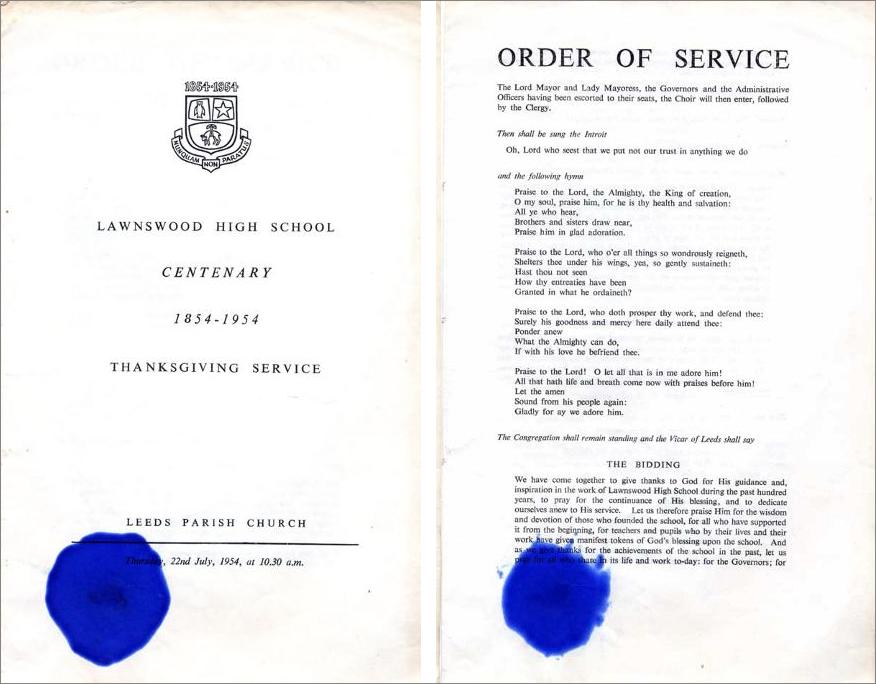 1854·1954
NUNQUAM NON PARATUS
LAWNSWOOD HIGH SCHOOL
CENTENARY
1854-1954
THANKSGIVING SERVICE
LEEDS PARISH CHURCH
Thursday, 22nd July, 1954, at 10.30 a.m.
ORDER OF SERVICE
The Lord Mayor and Lady Mayoress, the Governors and the Administrative
Officers having been escorted to their seats, the Choir will then enter, followed
by the Clergy.
Then shall be sung the Introit
Oh, Lord who seest that we put not our trust in anything we do
and the following hymn
Praise to the Lord, the Almighty, the King of creation,
O my soul, praise him, for he is thy health and salvation:
All ye who hear,
Brothers and sisters draw near,
Praise him in glad adoration.
Praise to the Lord, who o'er all things so wondrously reigneth,
Shelters thee under his wings, yea, so gently sustaineth:
Hast thou not seen
How thy entreaties have been
Granted in what he ordaineth?
Praise to the Lord, who doth prosper thy work, and defend thee:
Surely his goodness and mercy here daily attend thee:
Ponder anew
What the Almighty can do,
If with his love he befriend thee.
Praise to the Lord! O let all that is in me adore him!
All that hath life and breath come now with praises before him!
Let the amen
Sound from his people again:
Gladly for ay we adore him.
The Congregation shall remain standing and the Vicar of Leeds shall say
THE BIDDING
We have come together to give thanks to God for His guidance and,
inspiration in the work of Lawnswood High School during the past hundred
years, to pray for the continuance of His blessing, and to dedicate
ourselves anew to His service. Let us therefore praise Him for the wisdom
and devotion of those who founded the school, for all who have supported
it from the beginning, for teachers and pupils who by their lives and their
work have given manifest tokens of God's blessing upon the school. And
as we give thanks for the achievements of the school in the past, let us
pray for all who share in its life and work to-day: for the Governors; for